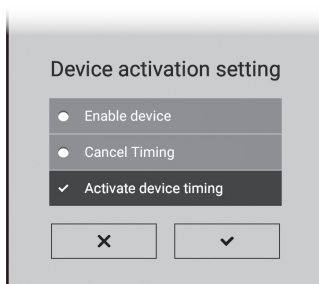 Device activation setting
Enable device
Cancel Timing
Activate device timing